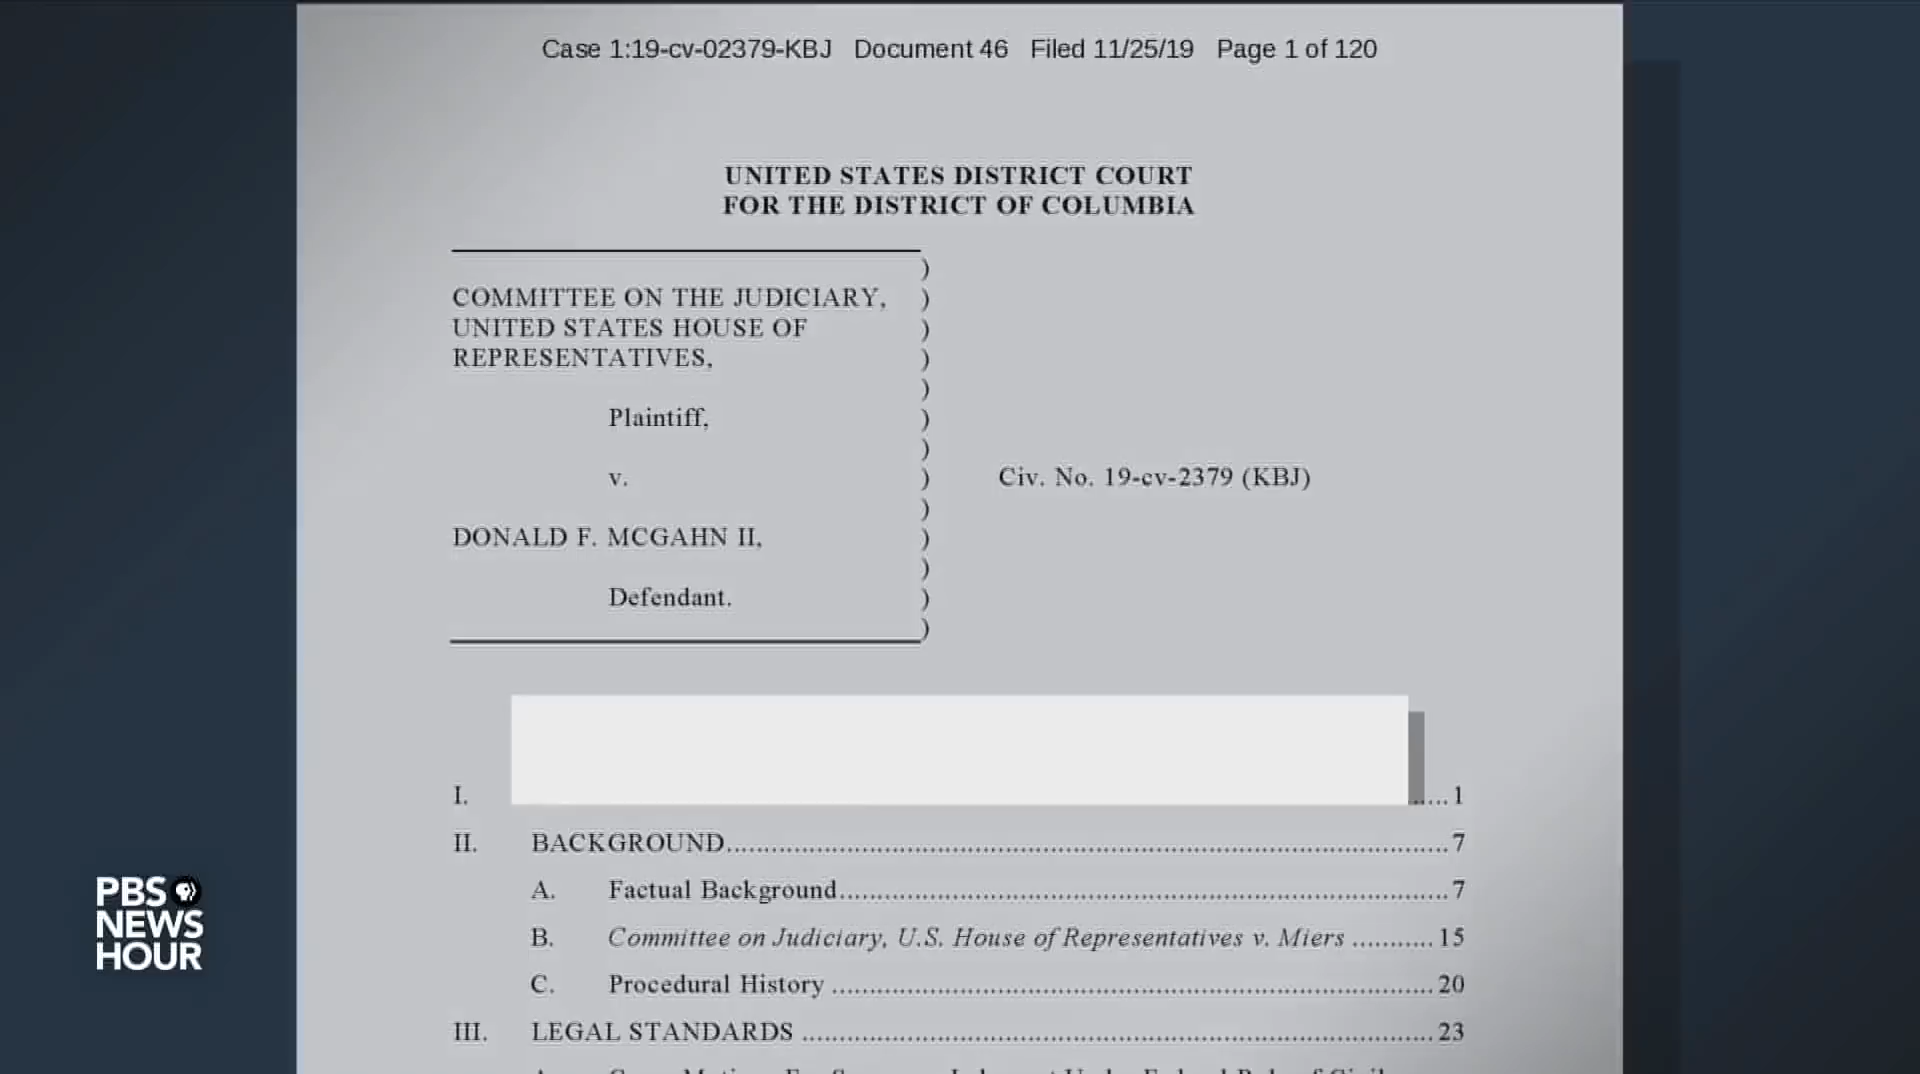 Case 1:19-cv-02379-KBJ Document 46 Filed 11/25/19 Page 1 of 120
UNITED STATES DISTRICT COURT
FOR THE DISTRICT OF COLUMBIA
)
COMMITTEE ON THE JUDICIARY, )
UNITED STATES HOUSE OF )
REPRESENTATIVES, )
)
Plaintiff, )
)
v. ) Civ. No. 19-cv-2379 (KBJ)
)
DONALD F. MCGAHN II, )
)
Defendant. )
)
I. ..... 1
II. BACKGROUND.......................................................................................... 7
A. Factual Background............................................................................ 7
B. Committee on Judiciary, U.S. House of Representatives v. Miers ........... 15
C. Procedural History ........................................................................... 20
III. LEGAL STANDARDS ............................................................................... 23
PBS
NEWS
HOUR